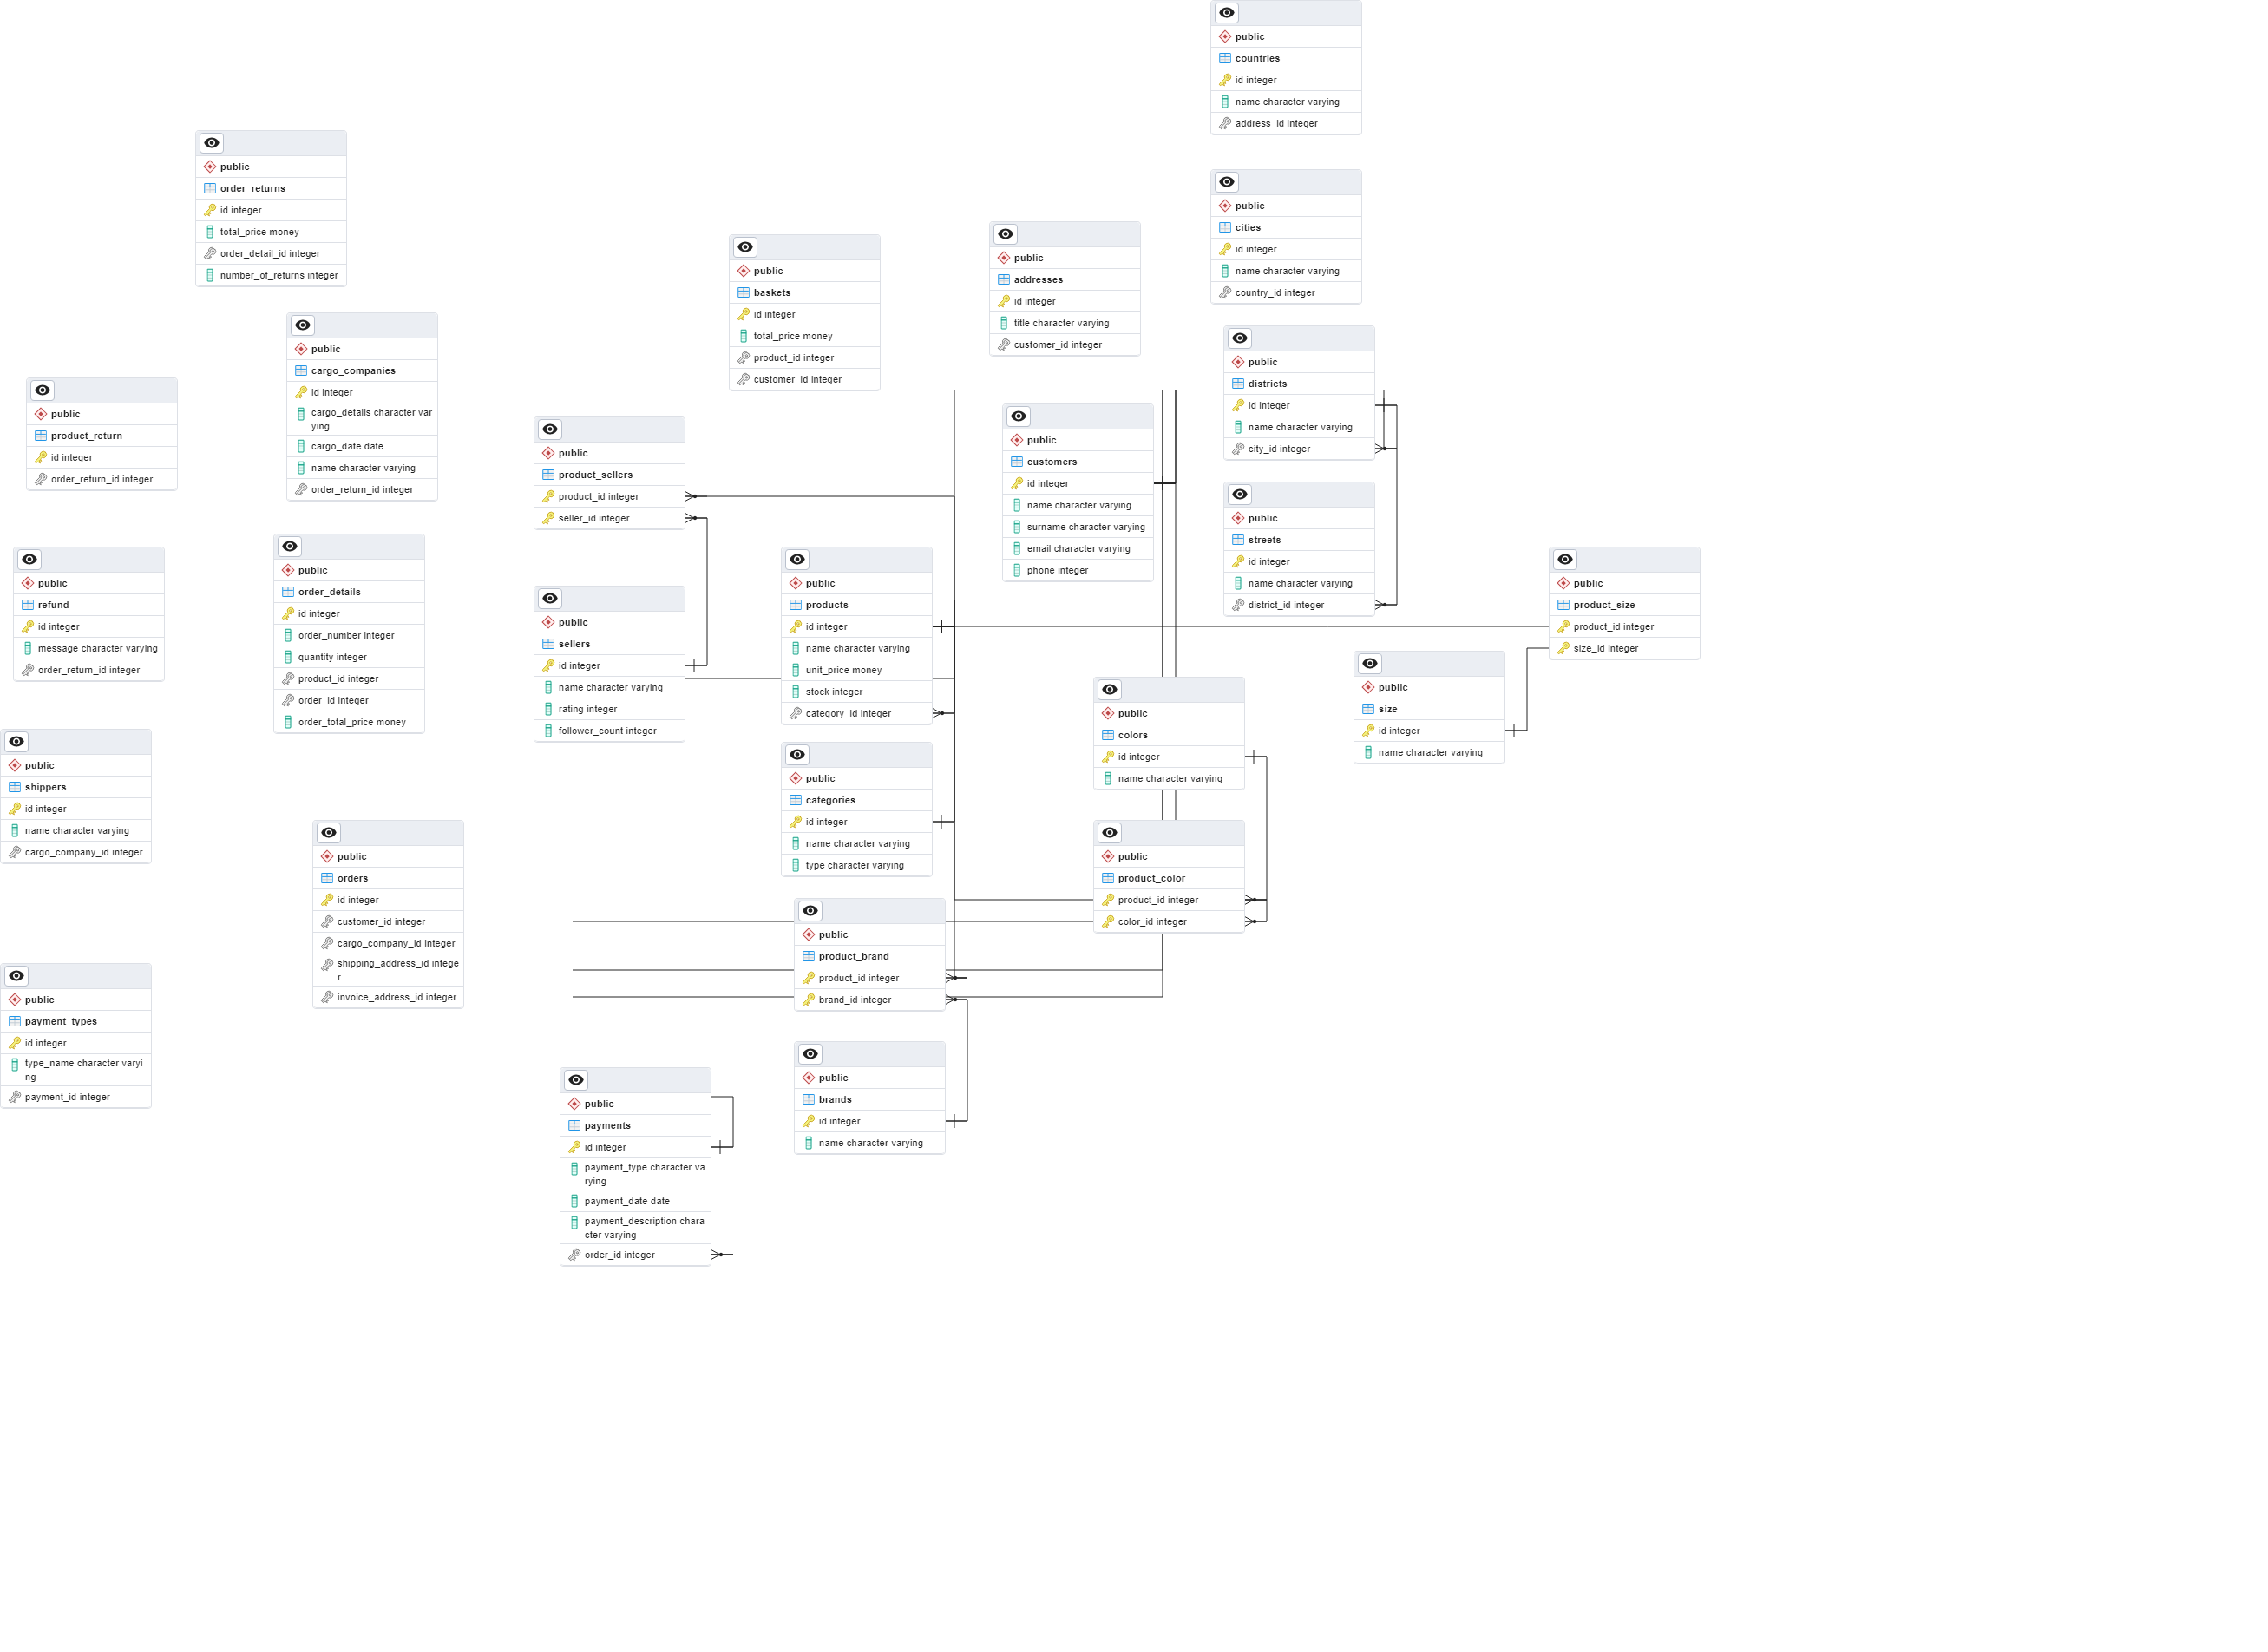 public
countries
id integer
name character varying
address_id integer
public
order_returns
id integer
total_price money
order_detail_id integer
number_of_returns integer
public
cities
id integer
name character varying
country_id integer
public
addresses
id integer
title character varying
customer_id integer
public
baskets
id integer
total_price money
product_id integer
customer_id integer
public
cargo_companies
id integer
cargo_details character var
ying
cargo_date date
name character varying
order_return_id integer
public
districts
id integer
name character varying
city_id integer
public
product_return
id integer
order_return_id integer
public
customers
id integer
name character varying
surname character varying
email character varying
phone integer
public
product_sellers
product_id integer
seller_id integer
public
streets
id integer
name character varying
district_id integer
public
order_details
id integer
order_number integer
quantity integer
product_id integer
order_id integer
order_total_price money
public
refund
id integer
message character varying
order_return_id integer
public
products
id integer
name character varying
unit_price money
stock integer
category_id integer
public
product_size
product_id integer
size_id integer
public
sellers
id integer
name character varying
rating integer
follower_count integer
public
size
id integer
name character varying
public
colors
id integer
name character varying
public
shippers
id integer
name character varying
cargo_company_id integer
public
categories
id integer
name character varying
type character varying
public
orders
id integer
customer_id integer
cargo_company_id integer
shipping_address_id intege
r
invoice_address_id integer
public
product_color
product_id integer
color_id integer
public
product_brand
product_id integer
brand_id integer
public
payment_types
id integer
type_name character varyi
ng
payment_id integer
public
brands
id integer
name character varying
public
payments
id integer
payment_type character va
rying
payment_date date
payment_description chara
cter varying
order_id integer